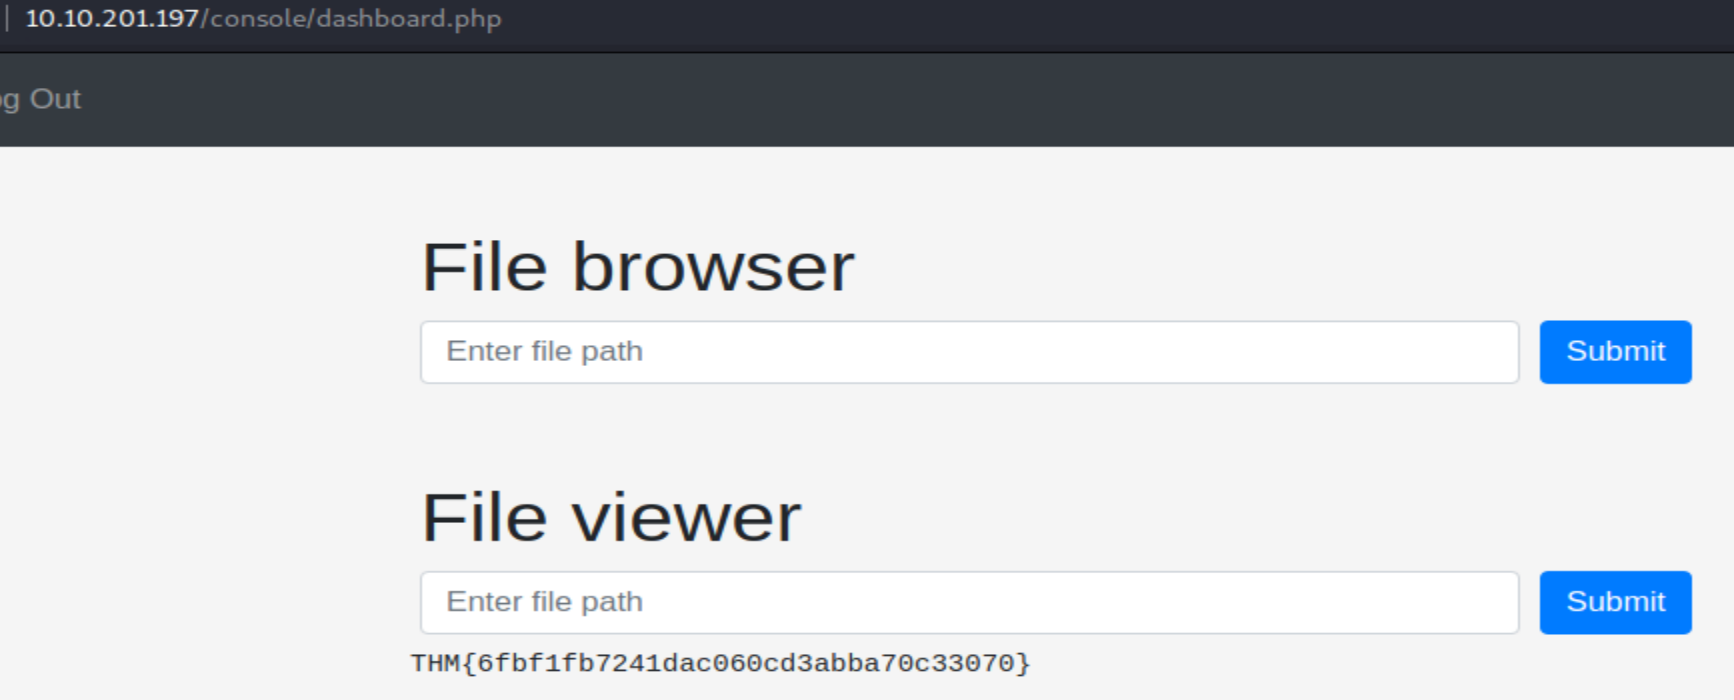 10.10.201.197/console/dashboard.php
og Out
File browser
Enter file path Submit
File viewer
Enter file path Submit
THM{6fbf1fb7241dac060cd3abba70c33070}